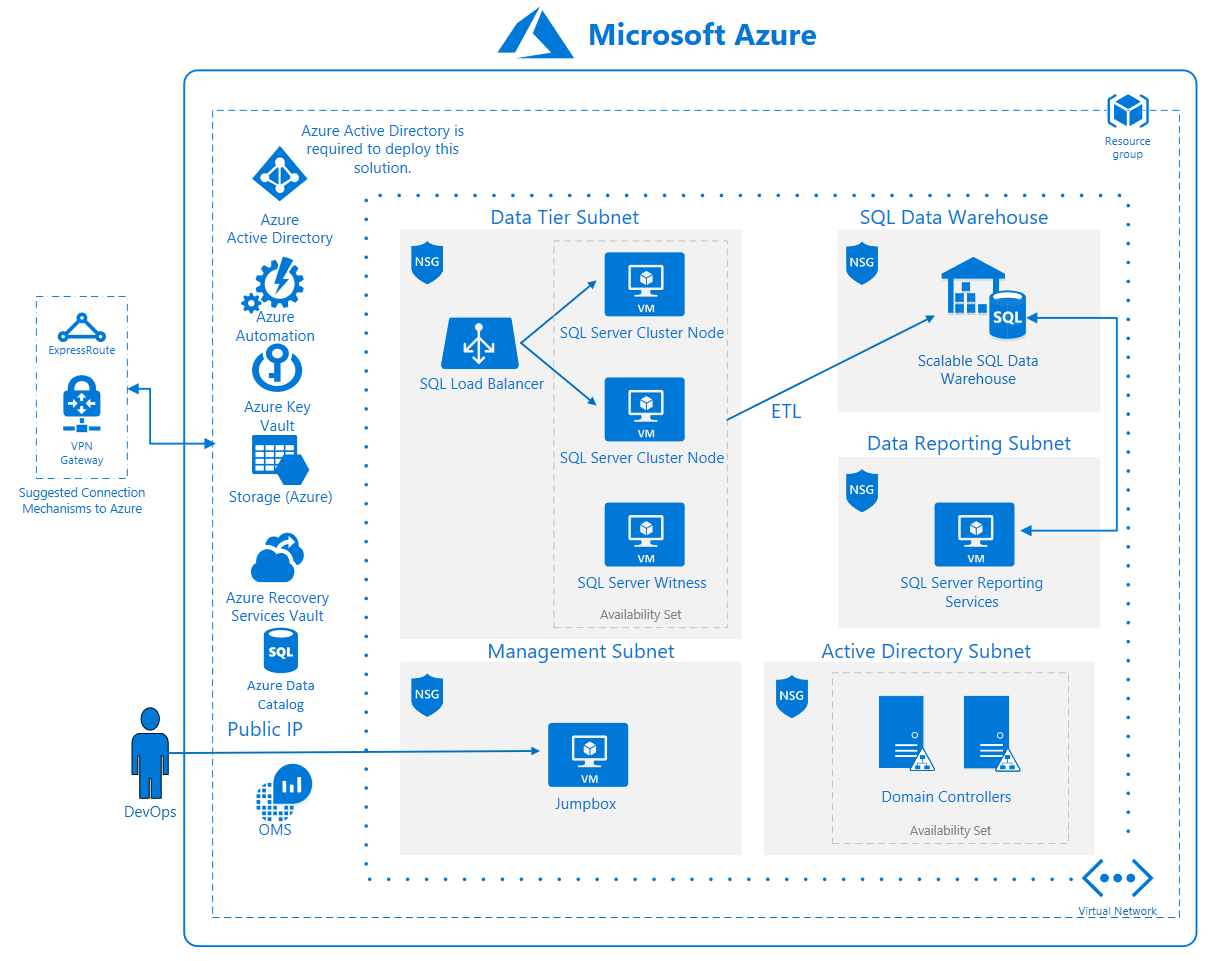 Microsoft Azure
Resource
group
Azure Active Directory is
required to deploy this
solution.
Azure
Active Directory
Azure
Automation
Azure Key
Vault
Storage (Azure)
Azure Recovery
Services Vault
SQL
Azure Data
Catalog
Public IP
OMS
ExpressRoute
VPN
Gateway
Suggested Connection
Mechanisms to Azure
DevOps
Data Tier Subnet
NSG
SQL Load Balancer
VM
SQL Server Cluster Node
VM
SQL Server Cluster Node
VM
SQL Server Witness
Availability Set
ETL
SQL Data Warehouse
NSG
SQL
Scalable SQL Data
Warehouse
Data Reporting Subnet
NSG
VM
SQL Server Reporting
Services
Management Subnet
NSG
VM
Jumpbox
Active Directory Subnet
NSG
Domain Controllers
Availability Set
Virtual Network